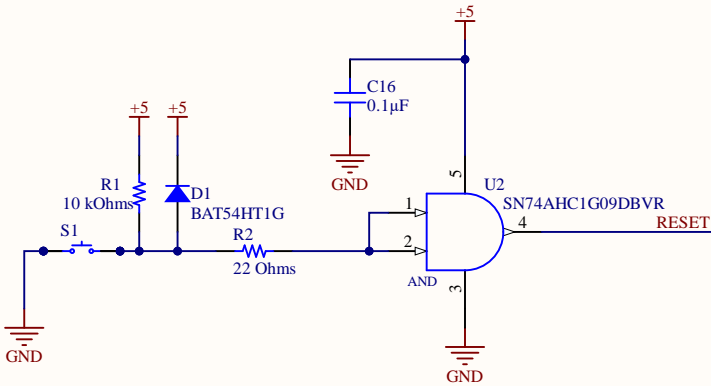 +5
C16
0.1µF
GND
+5
+5
R1
10 kOhms
D1
BAT54HT1G
S1
R2
22 Ohms
GND
1
2
5
U2
SN74AHC1G09DBVR
4
RESET
AND
3
GND